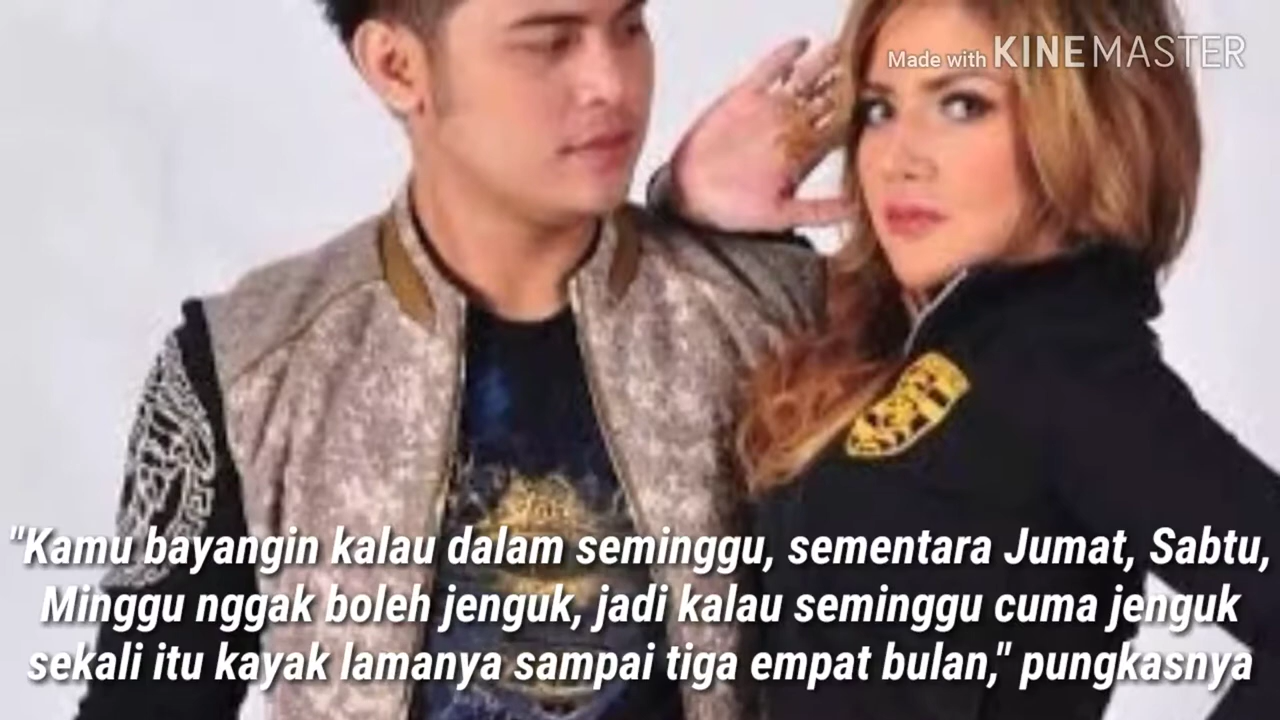 Made with KINEMASTER
"Kamu bayangin kalau dalam seminggu, sementara Jumat, Sabtu,
Minggu nggak boleh jenguk, jadi kalau seminggu cuma jenguk
sekali itu kayak lamanya sampai tiga empat bulan," pungkasnya